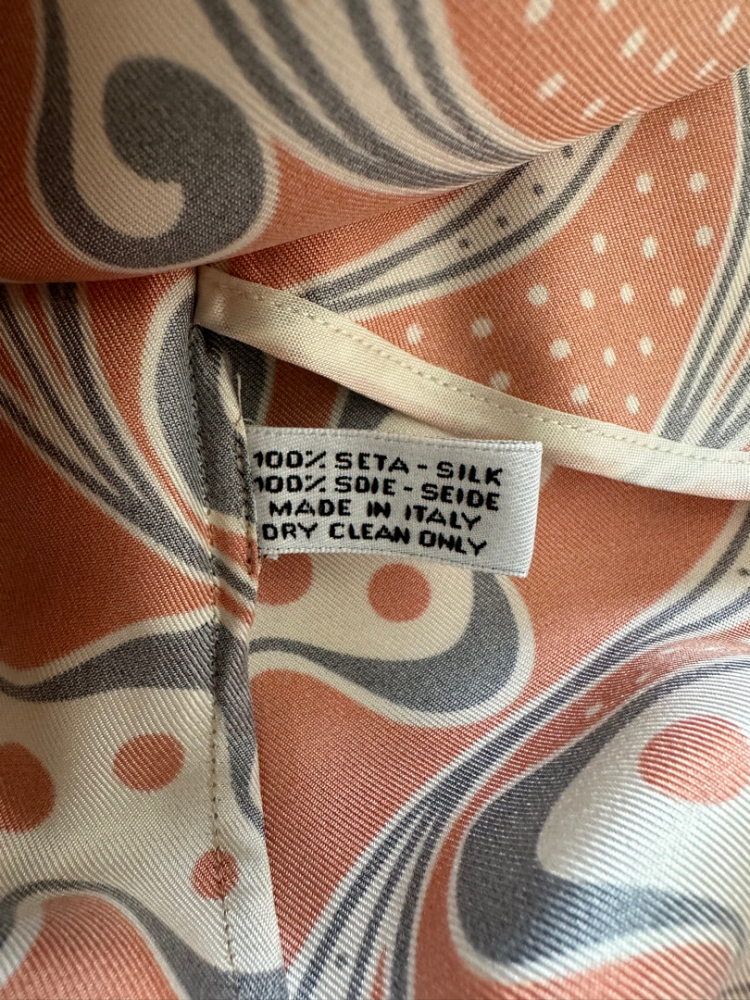 100% SETA - SILK
100% SOIE - SEIDE
MADE IN ITALY
DRY CLEAN ONLY